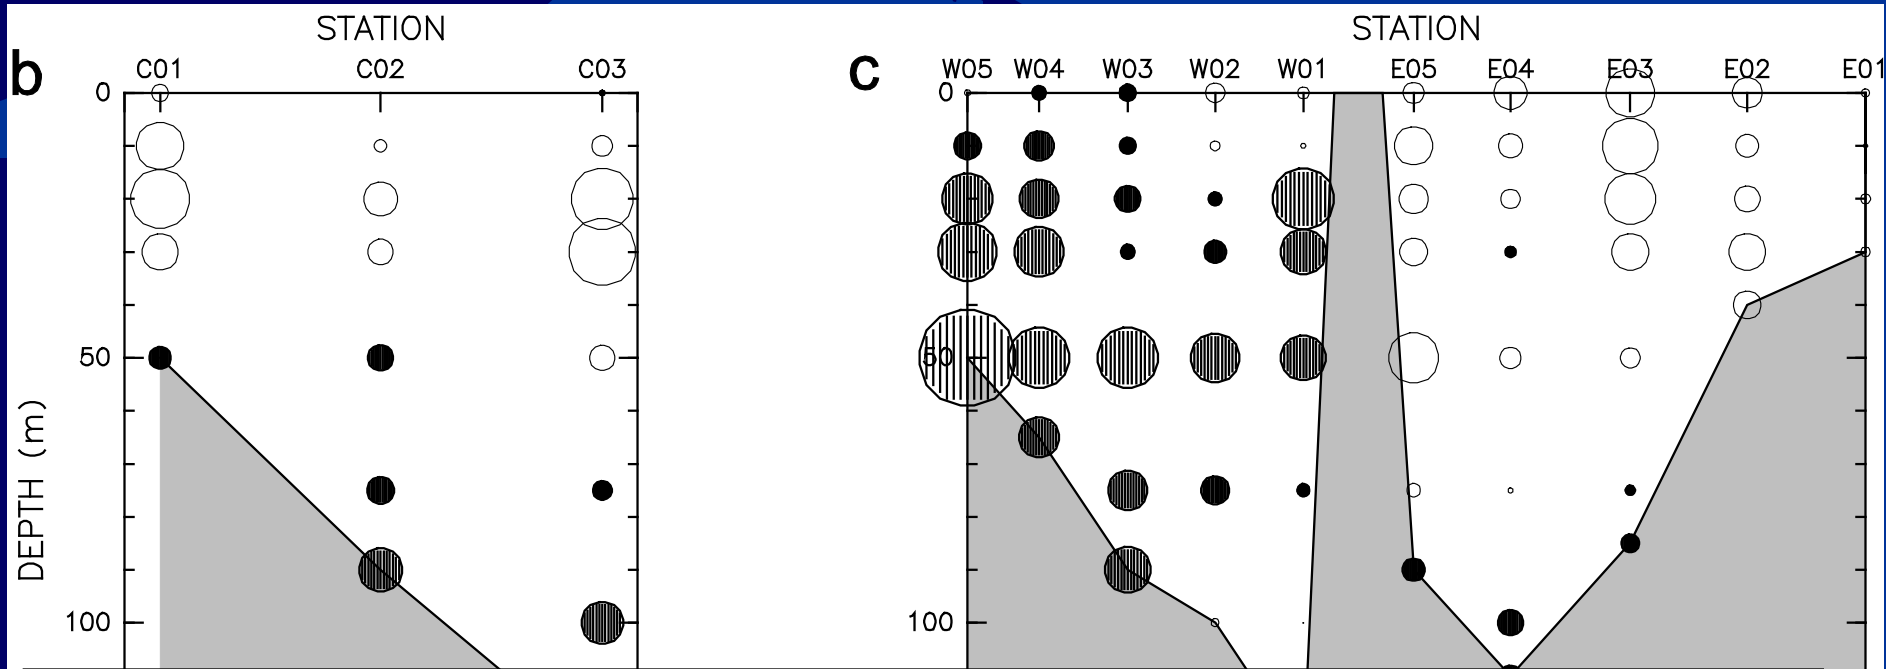 b
STATION
C01 C02 C03
0
50
100
DEPTH (m)
c
STATION
W05 W04 W03 W02 W01 E05 E04 E03 E02 E01
0
50
100